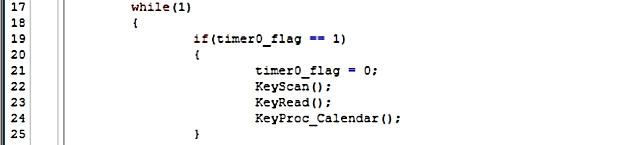 17 while(1)
18 {
19 if(timer0_flag == 1)
20 {
21 timer0_flag = 0;
22 KeyScan();
23 KeyRead();
24 KeyProc_Calendar();
25 }